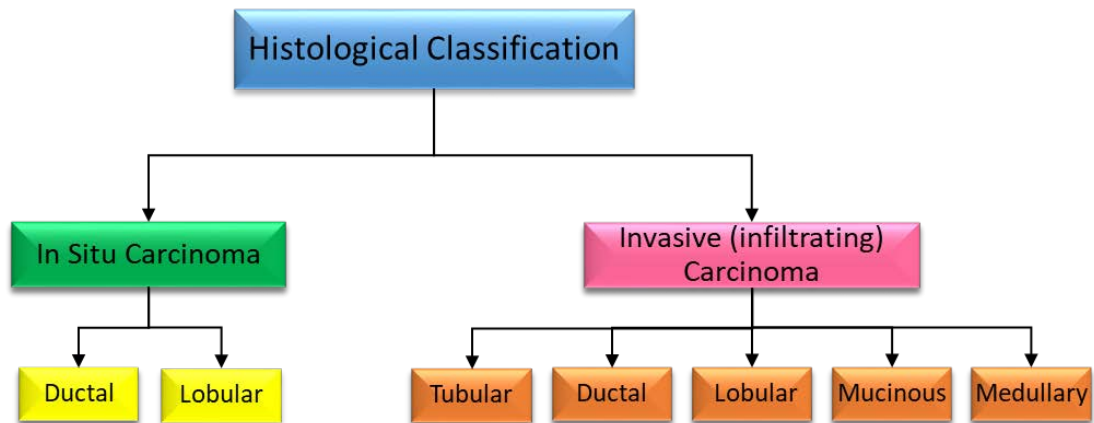 Histological Classification
In Situ Carcinoma
Invasive (infiltrating)
Carcinoma
Ductal
Lobular
Tubular
Ductal
Lobular
Mucinous
Medullary